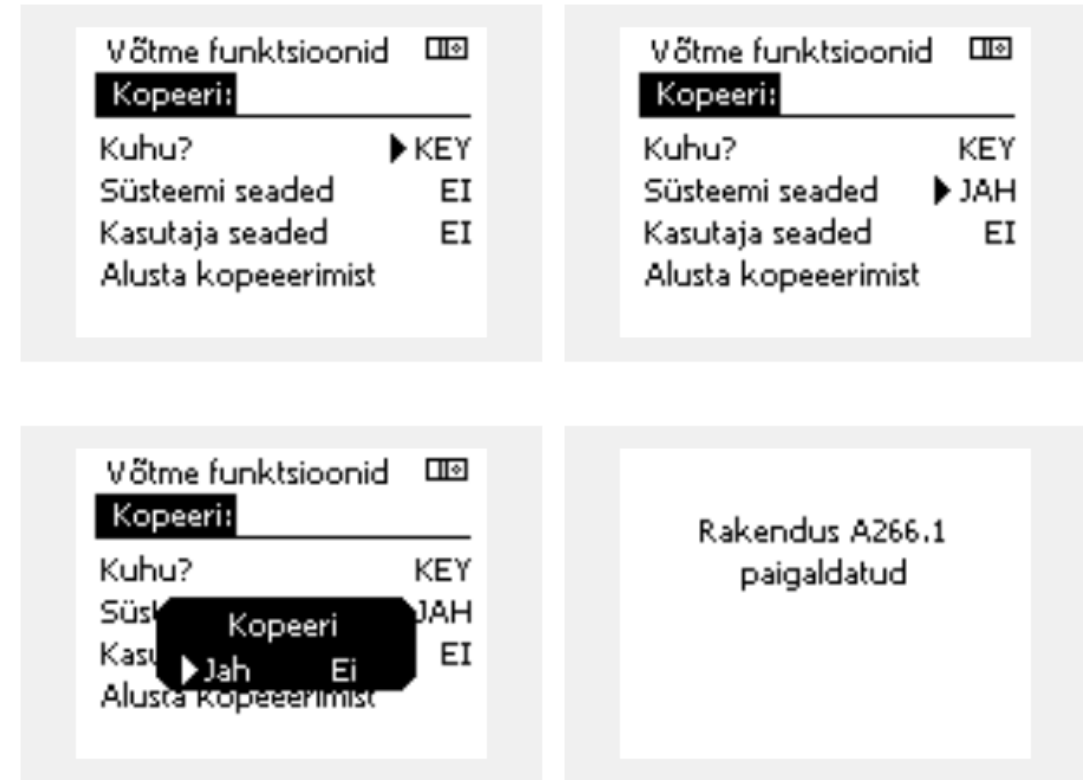 Võtme funktsioonid
Kopeeri:
Kuhu? KEY
Süsteemi seaded EI
Kasutaja seaded EI
Alusta kopeeerimist
Võtme funktsioonid
Kopeeri:
Kuhu? KEY
Süsteemi seaded JAH
Kasutaja seaded EI
Alusta kopeeerimist
Võtme funktsioonid
Kopeeri:
Kuhu? KEY
JAH
Kopeeri
EI
Jah Ei
Alusta kopeeerimist
Rakendus A266.1
paigaldatud